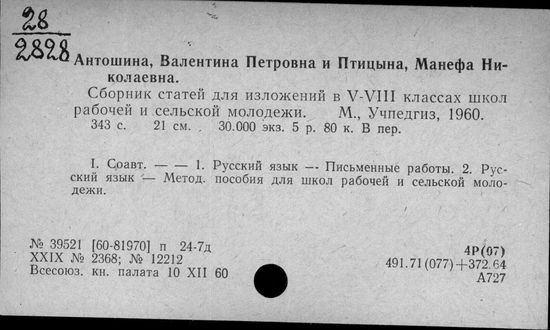 28
2828
Антошина, Валентина Петровна и Птицына, Манефа Ни-
колаевна.
Сборник статей для изложений в V-VIII классах школ
рабочей и сельской молодежи. М., Учпедгиз, 1960.
343 с. 21 см. 30.000 экз. 5 р. 80 к. В пер.
I. Соавт. — — 1. Русский язык — Письменные работы. 2. Рус-
ский язык — Метод. пособия для школ рабочей и сельской моло-
дежи.
№ 39521 [60-81970] п 24-7д
XXIX № 2368; № 12212
Всесоюз. кн. палата 10 XII 60
4Р(07)
491.71(077)+372.64
А727